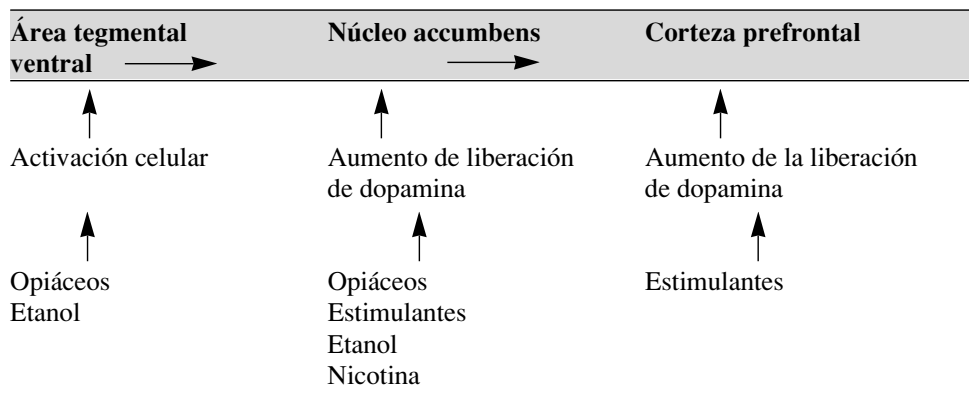 Área tegmental ventral
Núcleo accumbens
Corteza prefrontal
Activación celular
Aumento de liberación de dopamina
Aumento de la liberación de dopamina
Opiáceos
Etanol
Opiáceos
Estimulantes
Etanol
Nicotina
Estimulantes